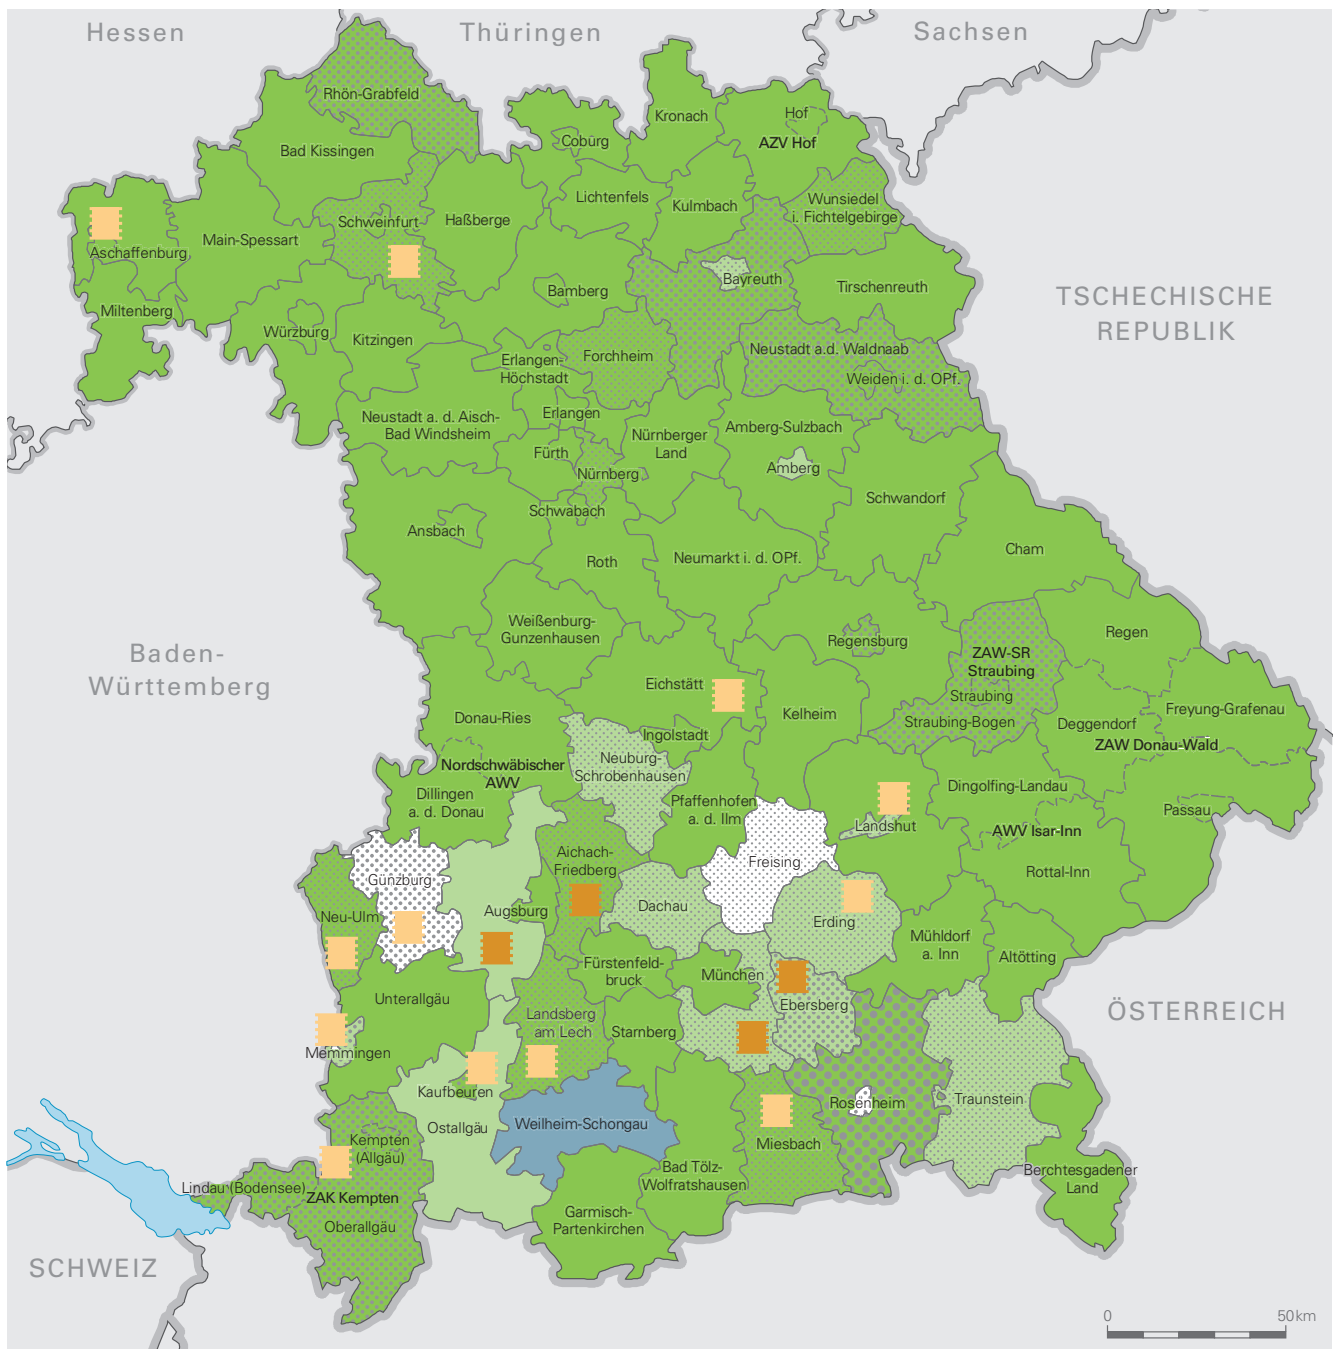 Hessen
Thüringen
Sachsen
Rhön-Grabfeld
Kronach
Hof
AZV Hof
Coburg
Bad Kissingen
Lichtenfels
Kulmbach
Wunsiedel
i. Fichtelgebirge
Schweinfurt
Haßberge
Main-Spessart
Aschaffenburg
Bayreuth
Tirschenreuth
Bamberg
TSCHECHISCHE
REPUBLIK
Miltenberg
Würzburg
Kitzingen
Erlangen-
Höchstadt
Forchheim
Neustadt a.d. Waldnaab
Weiden i. d. OPf.
Neustadt a. d. Aisch-
Bad Windsheim
Erlangen
Nürnberger
Land
Amberg-Sulzbach
Fürth
Nürnberg
Amberg
Schwandorf
Schwabach
Ansbach
Roth
Neumarkt i. d. OPf.
Cham
Weißenburg-
Gunzenhausen
Regensburg
Regen
ZAW-SR
Straubing
Baden-
Württemberg
Eichstätt
Straubing
Donau-Ries
Kelheim
Straubing-Bogen
Deggendorf
Freyung-Grafenau
Ingolstadt
ZAW Donau-Wald
Neuburg-
Schrobenhausen
Nordschwäbischer
AWV
Dillingen
a. d. Donau
Pfaffenhofen
a. d. Ilm
Dingolfing-Landau
Passau
Landshut
AWV Isar-Inn
Aichach-
Friedberg
Freising
Rottal-Inn
Günzburg
Neu-Ulm
Augsburg
Dachau
Erding
Mühldorf
a. Inn
Altötting
Fürstenfeld-
bruck
München
Unterallgäu
Ebersberg
ÖSTERREICH
Landsberg
am Lech
Starnberg
Memmingen
Kaufbeuren
Rosenheim
Traunstein
Ostallgäu
Weilheim-Schongau
Kempten
(Allgäu)
Miesbach
Bad Tölz-
Wolfratshausen
Berchtesgadener
Land
Lindau (Bodensee)
ZAK Kempten
Oberallgäu
Garmisch-
Partenkirchen
SCHWEIZ
0
50km